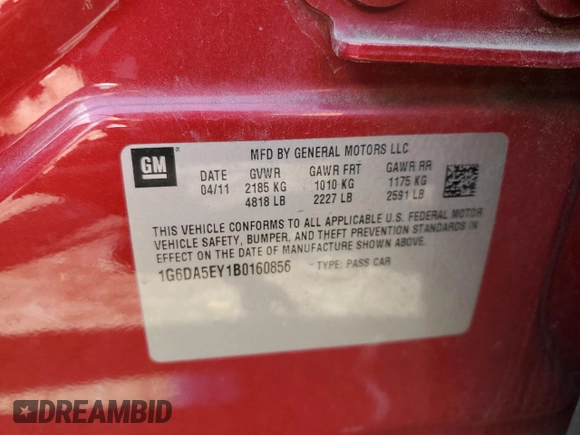 GM
MFD BY GENERAL MOTORS LLC
DATE GVWR GAWR FRT GAWR RR
04/11 2185 KG 1010 KG 1175 KG
4818 LB 2227 LB 2591 LB
THIS VEHICLE CONFORMS TO ALL APPLICABLE U.S. FEDERAL MOTOR
VEHICLE SAFETY, BUMPER, AND THEFT PREVENTION STANDARDS IN
EFFECT ON THE DATE OF MANUFACTURE SHOWN ABOVE.
1G6DA5EY1B0160856 TYPE: PASS CAR
DREAMBID